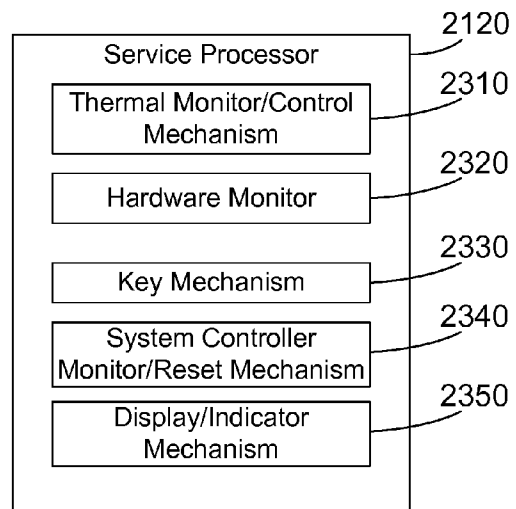 2120
Service Processor
2310
Thermal Monitor/Control
Mechanism
2320
Hardware Monitor
2330
Key Mechanism
2340
System Controller
Monitor/Reset Mechanism
2350
Display/Indicator
Mechanism